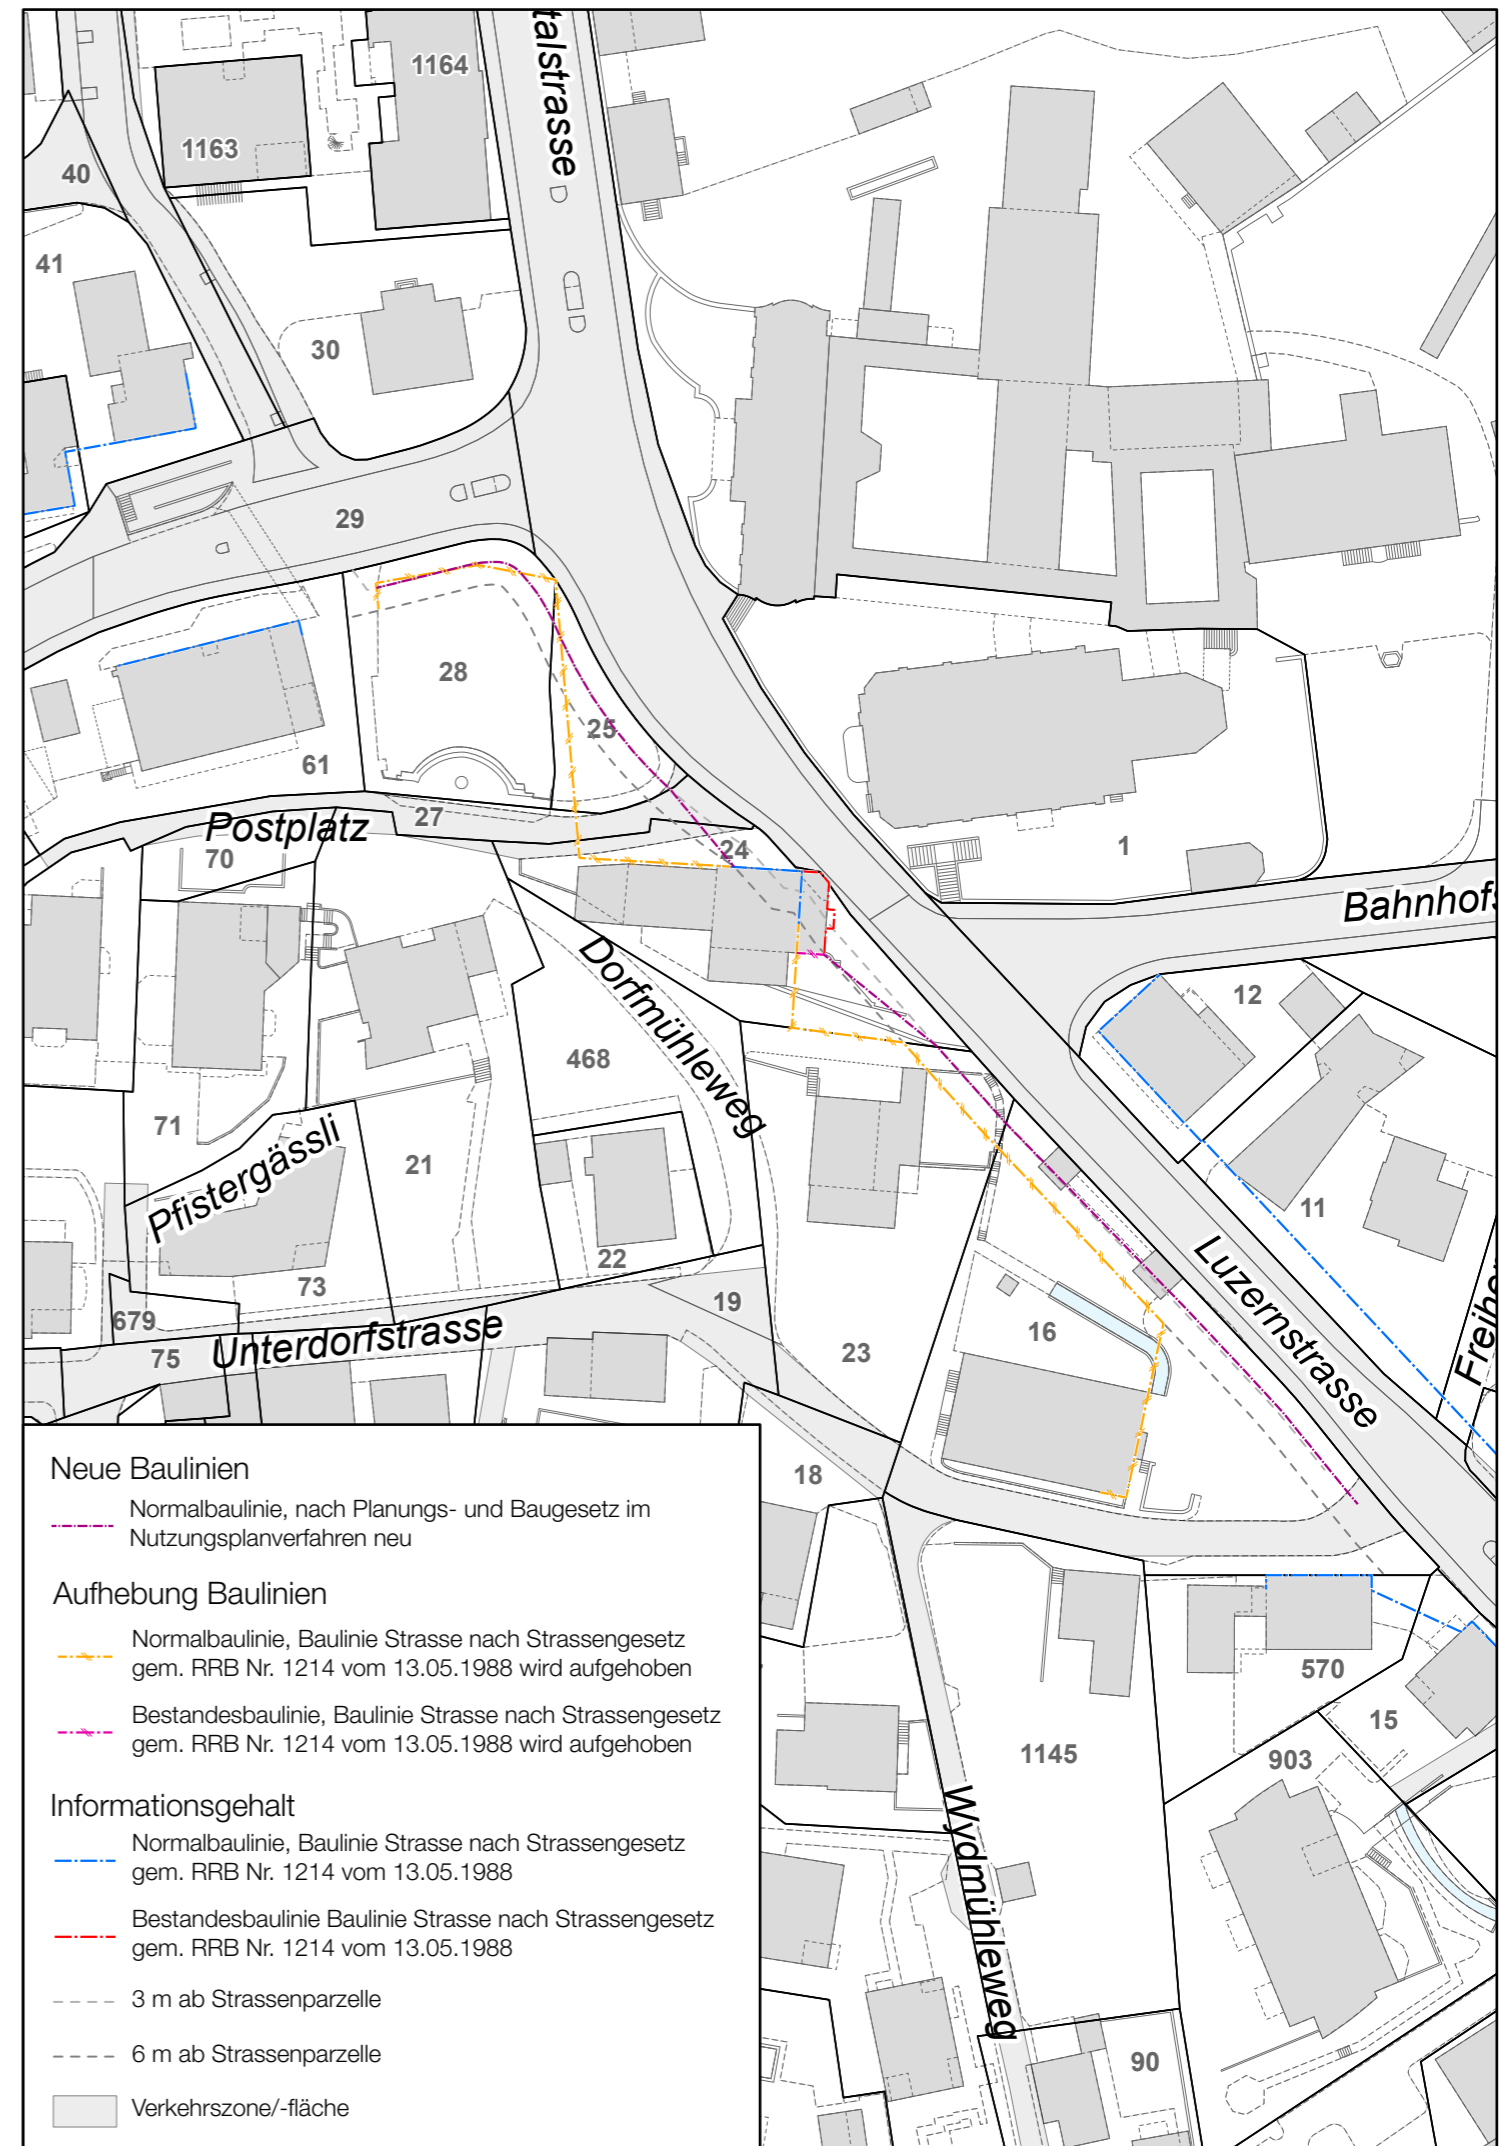 talstrasse
1164
1163
40
41
30
29
28
25
61
27
Postplatz
70
24
1
Bahnhofs
Dorfmühleweg
12
468
71
Pfistergässli
21
11
22
73
Luzernstrasse
19
679
Unterdorfstrasse
75
23
16
Freiho
18
570
15
903
1145
Wydmühleweg
90
Neue Baulinien
Normalbaulinie, nach Planungs- und Baugesetz im
Nutzungsplanverfahren neu
Aufhebung Baulinien
Normalbaulinie, Baulinie Strasse nach Strassengesetz
gem. RRB Nr. 1214 vom 13.05.1988 wird aufgehoben
Bestandesbaulinie, Baulinie Strasse nach Strassengesetz
gem. RRB Nr. 1214 vom 13.05.1988 wird aufgehoben
Informationsgehalt
Normalbaulinie, Baulinie Strasse nach Strassengesetz
gem. RRB Nr. 1214 vom 13.05.1988
Bestandesbaulinie Baulinie Strasse nach Strassengesetz
gem. RRB Nr. 1214 vom 13.05.1988
3 m ab Strassenparzelle
6 m ab Strassenparzelle
Verkehrszone/-fläche